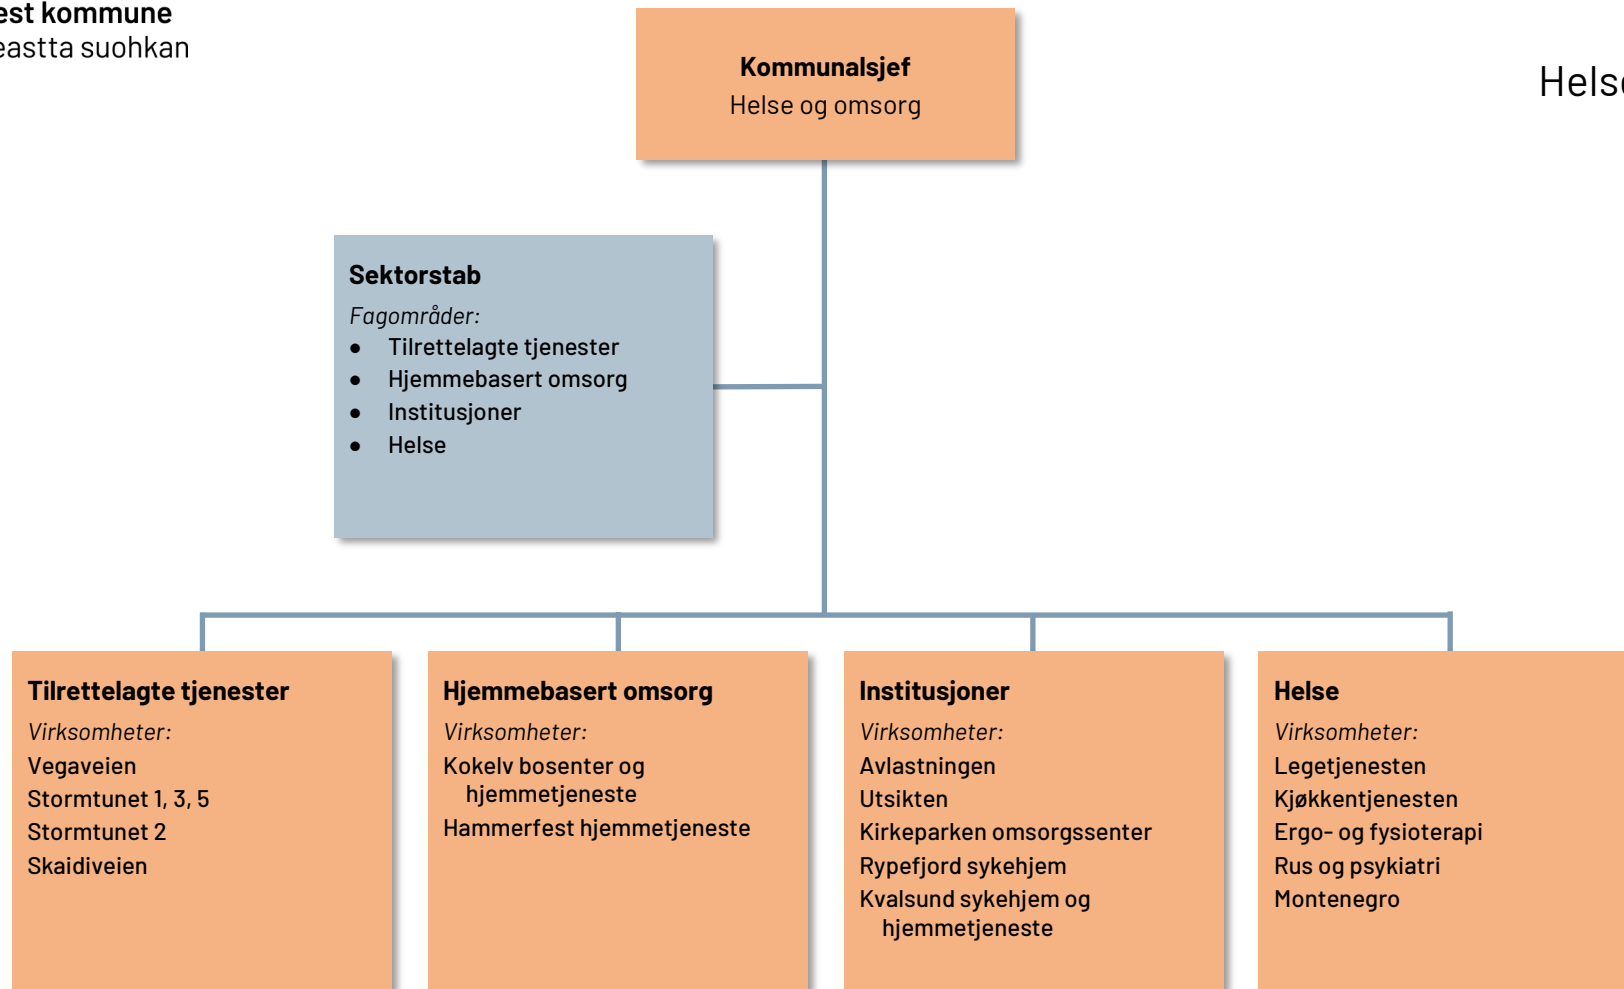 est kommune
eastta suohkan
Helse
Kommunalsjef
Helse og omsorg
Sektorstab
Fagområder:
• Tilrettelagte tjenester
• Hjemmebasert omsorg
• Institusjoner
• Helse
Tilrettelagte tjenester
Virksomheter:
Vegaveien
Stormtunet 1, 3, 5
Stormtunet 2
Skaidiveien
Hjemmebasert omsorg
Virksomheter:
Kokelv bosenter og
hjemmetjeneste
Hammerfest hjemmetjeneste
Institusjoner
Virksomheter:
Avlastningen
Utsikten
Kirkeparken omsorgssenter
Rypefjord sykehjem
Kvalsund sykehjem og
hjemmetjeneste
Helse
Virksomheter:
Legetjenesten
Kjøkkentjenesten
Ergo- og fysioterapi
Rus og psykiatri
Montenegro